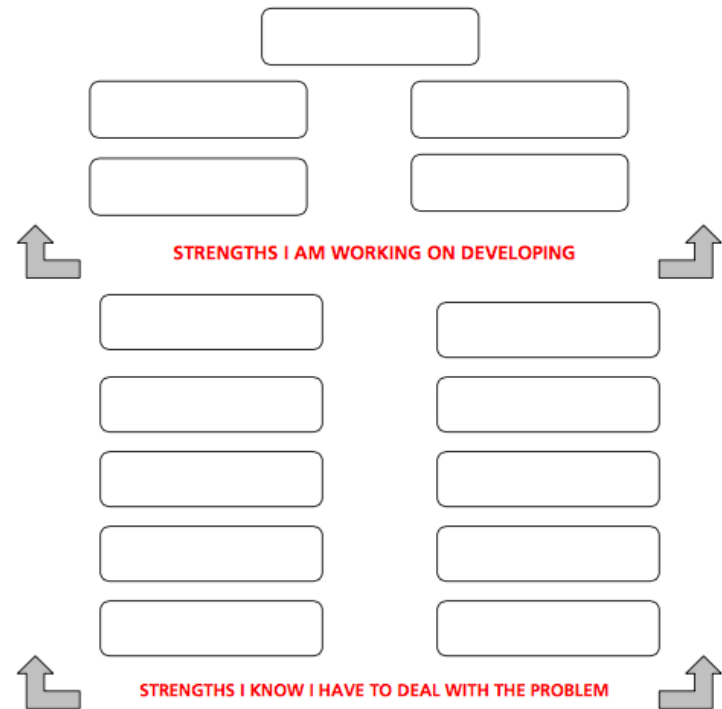 STRENGTHS I AM WORKING ON DEVELOPING
STRENGTHS I KNOW I HAVE TO DEAL WITH THE PROBLEM